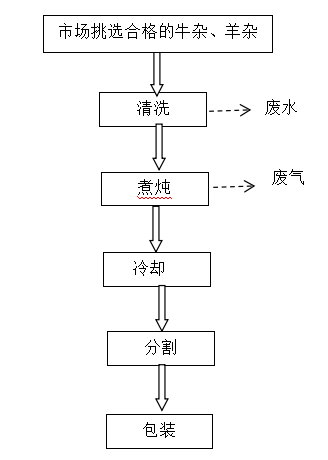 市场挑选合格的牛杂、羊杂
清洗
废水
煮炖
废气
冷却
分割
包装